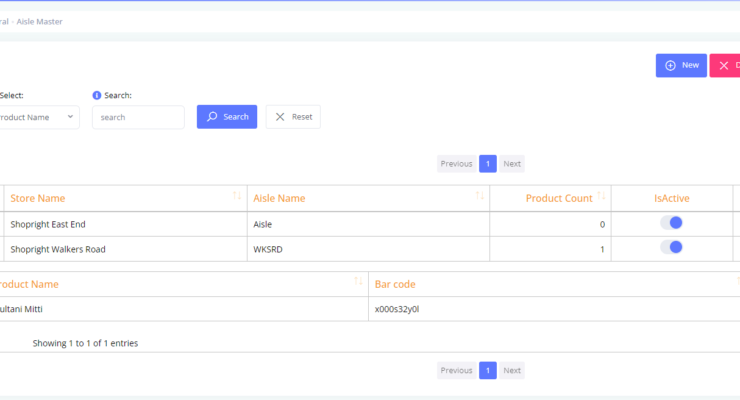 ral - Aisle Master
New
Select: Search:
roduct Name search Search Reset
Previous 1 Next
Store Name Aisle Name Product Count IsActive
Shopright East End Aisle 0
Shopright Walkers Road WKSRD 1
roduct Name Bar code
ultani Mitti x000s32y0l
Showing 1 to 1 of 1 entries
Previous 1 Next